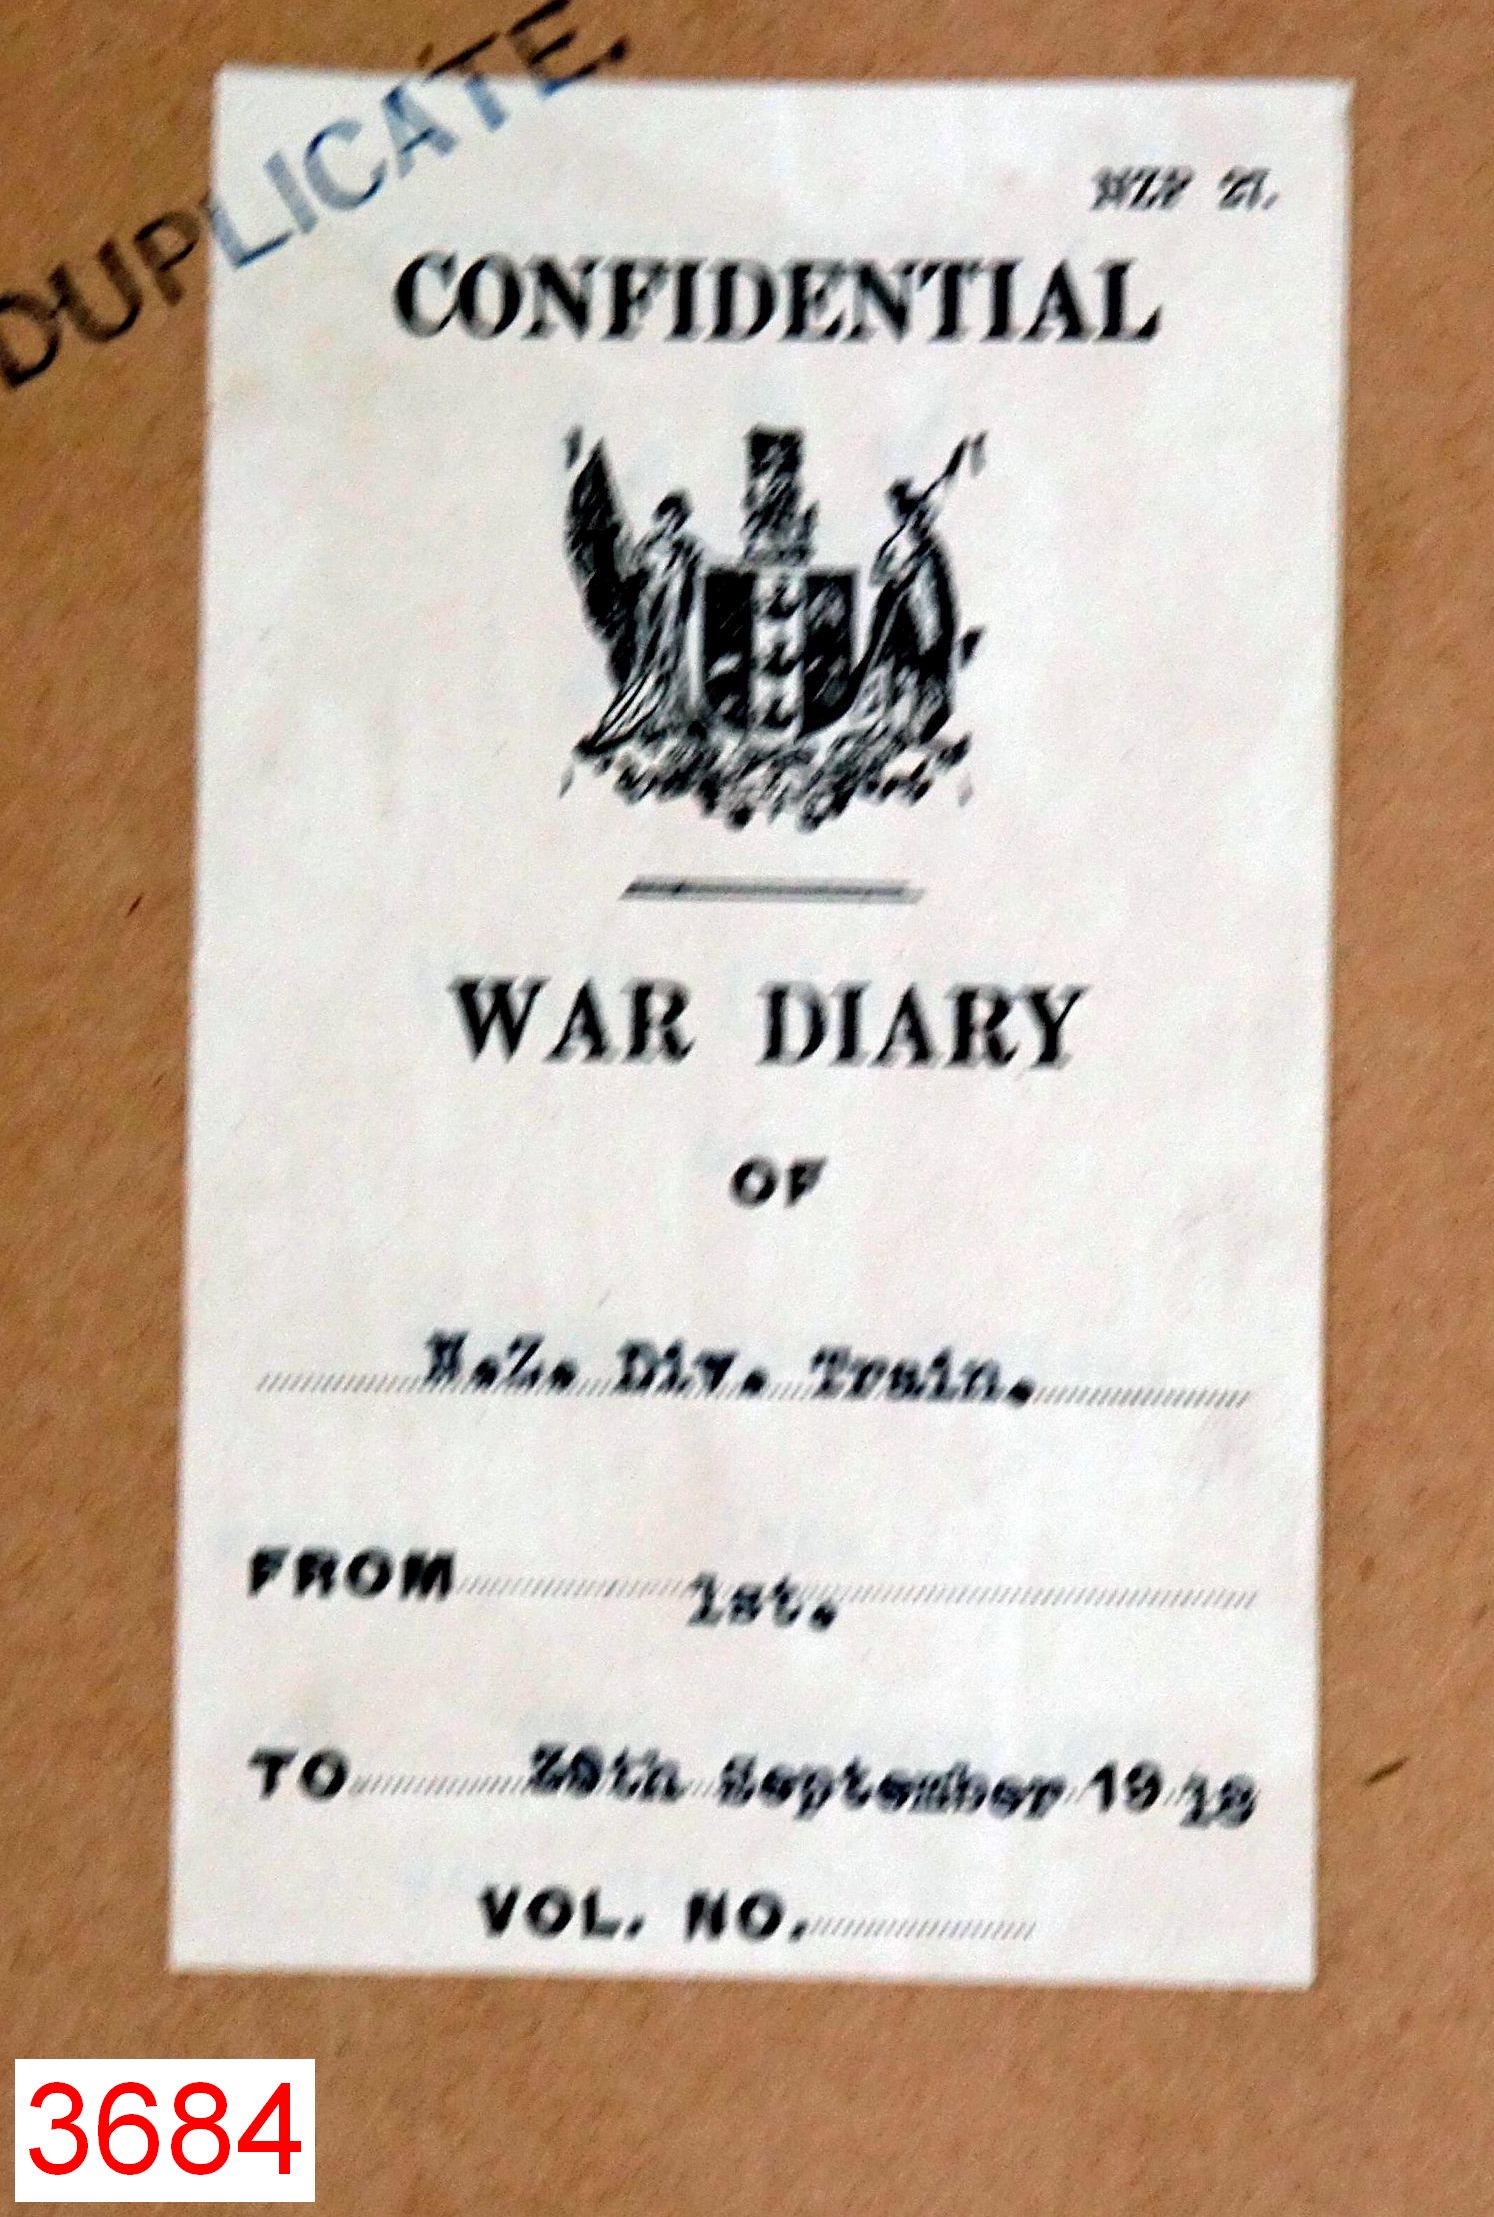 DUPLICATE.
CONFIDENTIAL
WAR DIARY
OF
N.Z. Div. Train.
FROM 1st.
TO 30th September 1918
VOL. NO.
3684